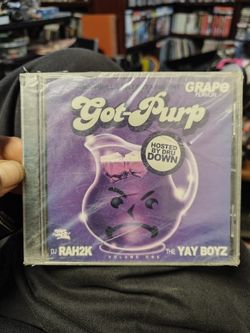 GRAPE
Got-Purp
HOSTED BY DRU
DOWN
DJ RAH2K
THE YAY BOYZ
VOLUME ONE